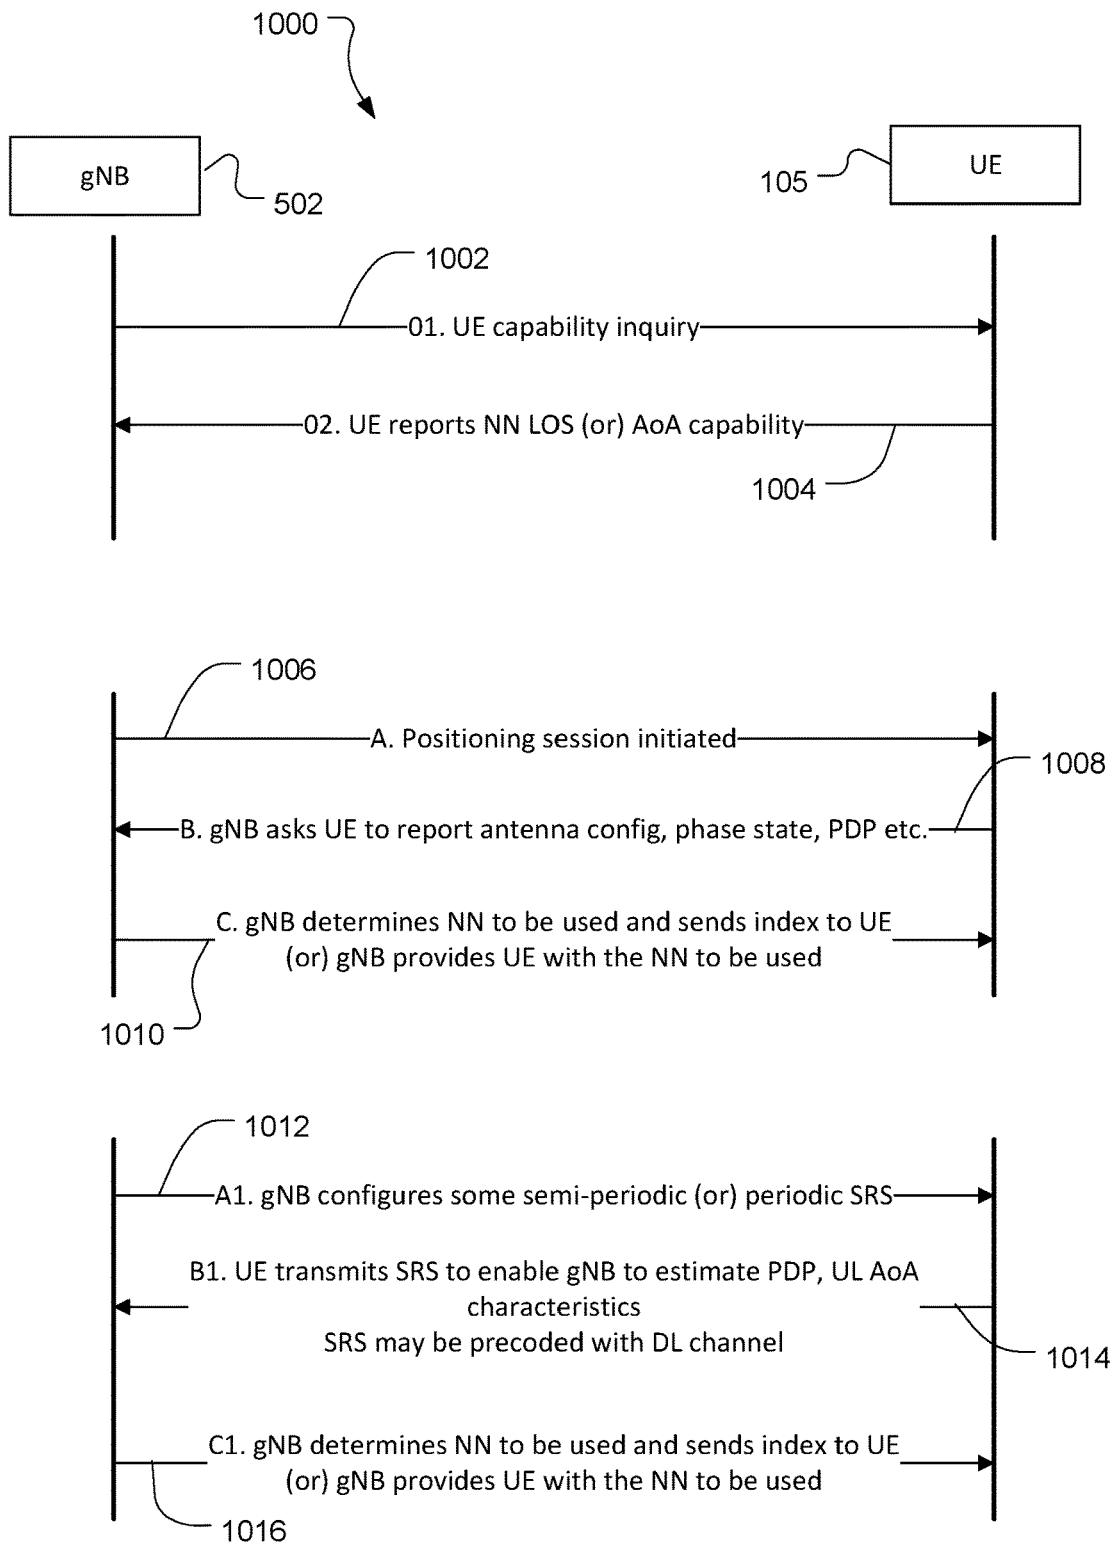 1000
gNB
502
105
UE
1002
01. UE capability inquiry
02. UE reports NN LOS (or) AoA capability
1004
1006
A. Positioning session initiated
1008
B. gNB asks UE to report antenna config, phase state, PDP etc.
C. gNB determines NN to be used and sends index to UE
(or) gNB provides UE with the NN to be used
1010
1012
A1. gNB configures some semi-periodic (or) periodic SRS
B1. UE transmits SRS to enable gNB to estimate PDP, UL AoA
characteristics
SRS may be precoded with DL channel
1014
C1. gNB determines NN to be used and sends index to UE
(or) gNB provides UE with the NN to be used
1016